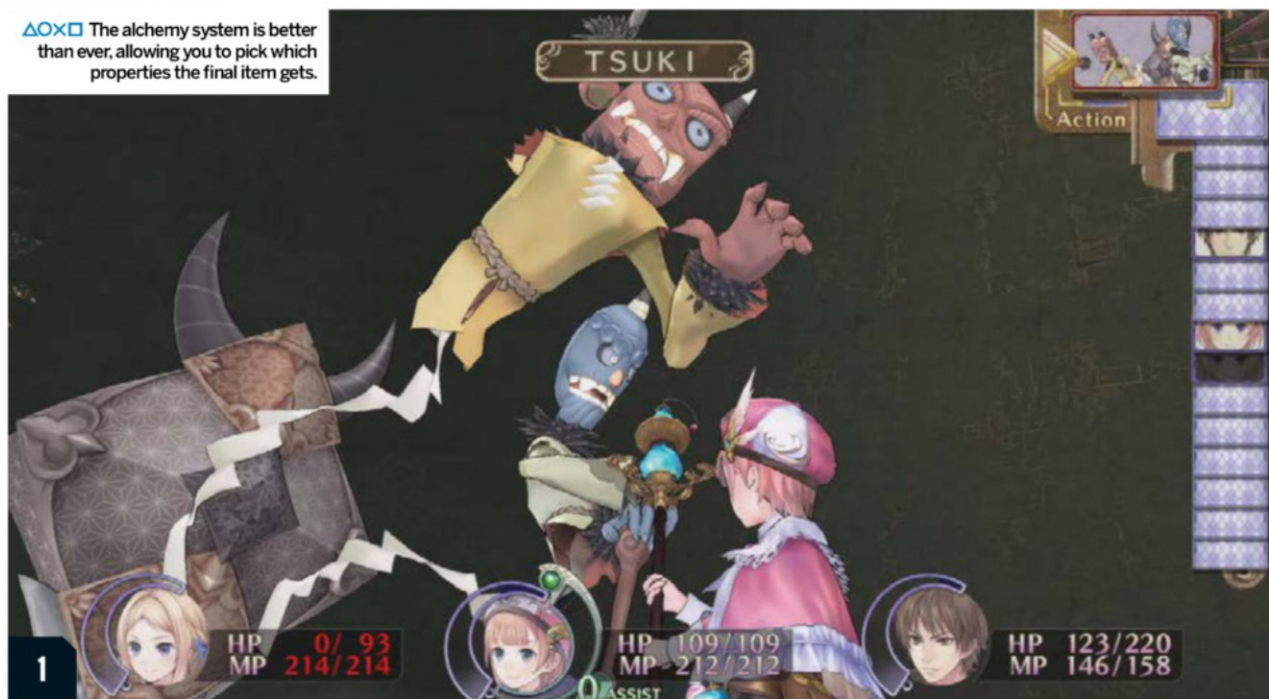 △○×□ The alchemy system is better
than ever, allowing you to pick which
properties the final item gets.
TSUKI
Action
HP 0/ 93
MP 214/214
HP 109/109
MP 212/212
0 ASSIST
HP 123/220
MP 146/158
1